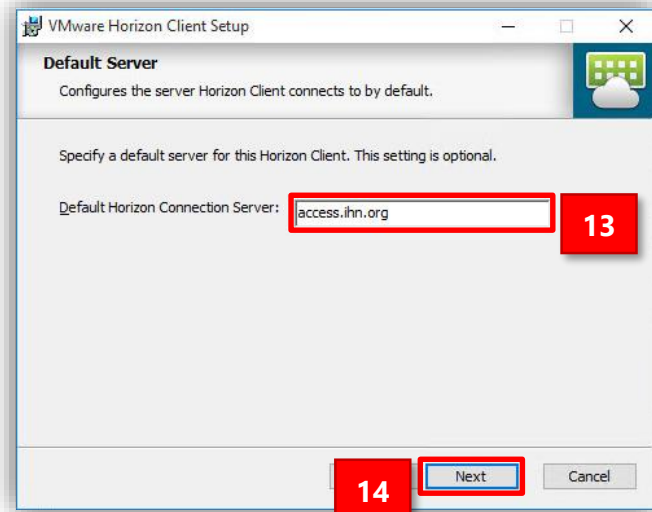 VMware Horizon Client Setup
Default Server
Configures the server Horizon Client connects to by default.
Specify a default server for this Horizon Client. This setting is optional.
Default Horizon Connection Server: access.ihn.org
13
14 Next Cancel